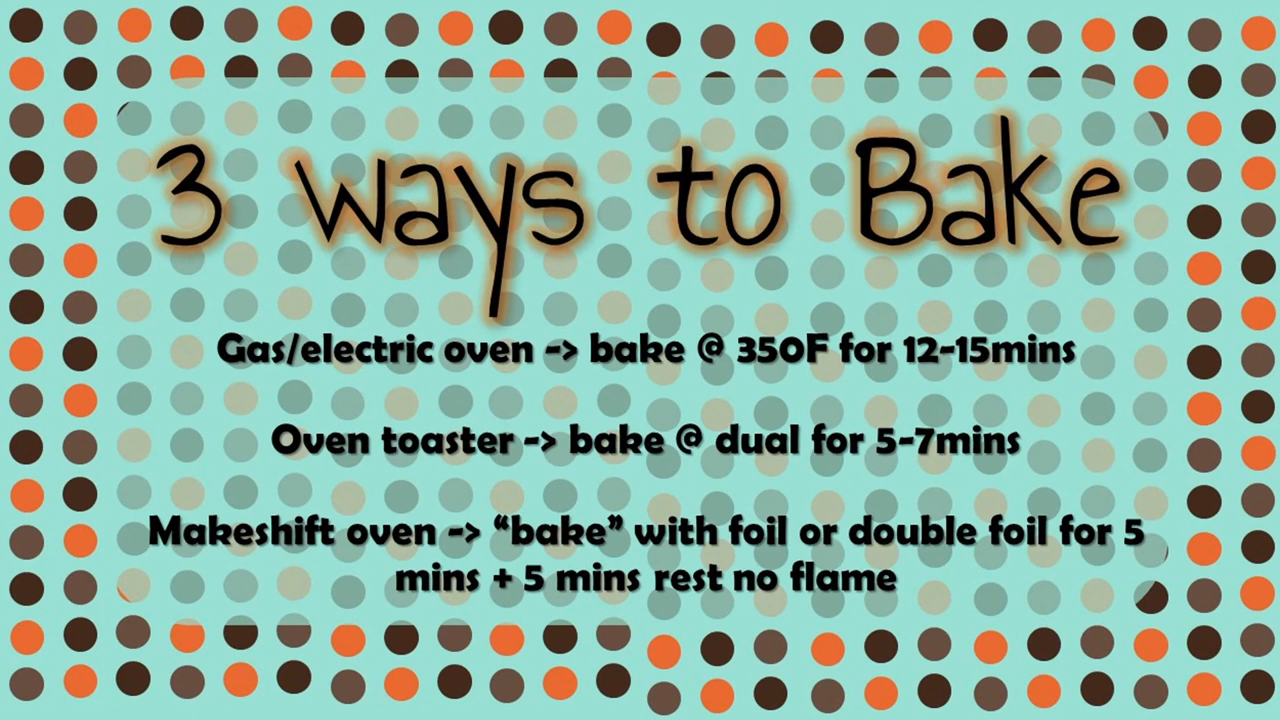 3 ways to Bake
Gas/electric oven -> bake @ 350F for 12-15mins
Oven toaster -> bake @ dual for 5-7mins
Makeshift oven -> “bake” with foil or double foil for 5
mins + 5 mins rest no flame